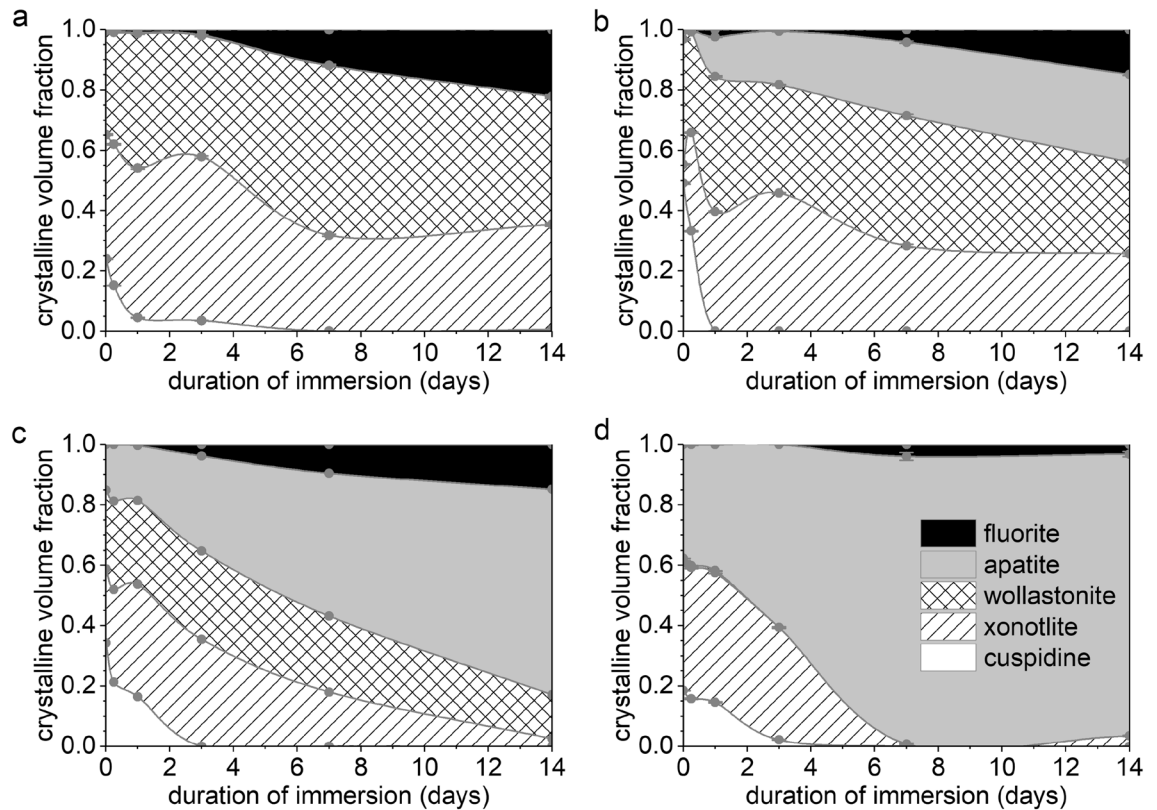 a
1.0
0.8
0.6
0.4
0.2
0.0
crystalline volume fraction
0 2 4 6 8 10 12 14
duration of immersion (days)
b
1.0
0.8
0.6
0.4
0.2
0.0
crystalline volume fraction
0 2 4 6 8 10 12 14
duration of immersion (days)
c
1.0
0.8
0.6
0.4
0.2
0.0
crystalline volume fraction
0 2 4 6 8 10 12 14
duration of immersion (days)
d
1.0
0.8
0.6
0.4
0.2
0.0
crystalline volume fraction
fluorite
apatite
wollastonite
xonotlite
cuspidine
0 2 4 6 8 10 12 14
duration of immersion (days)